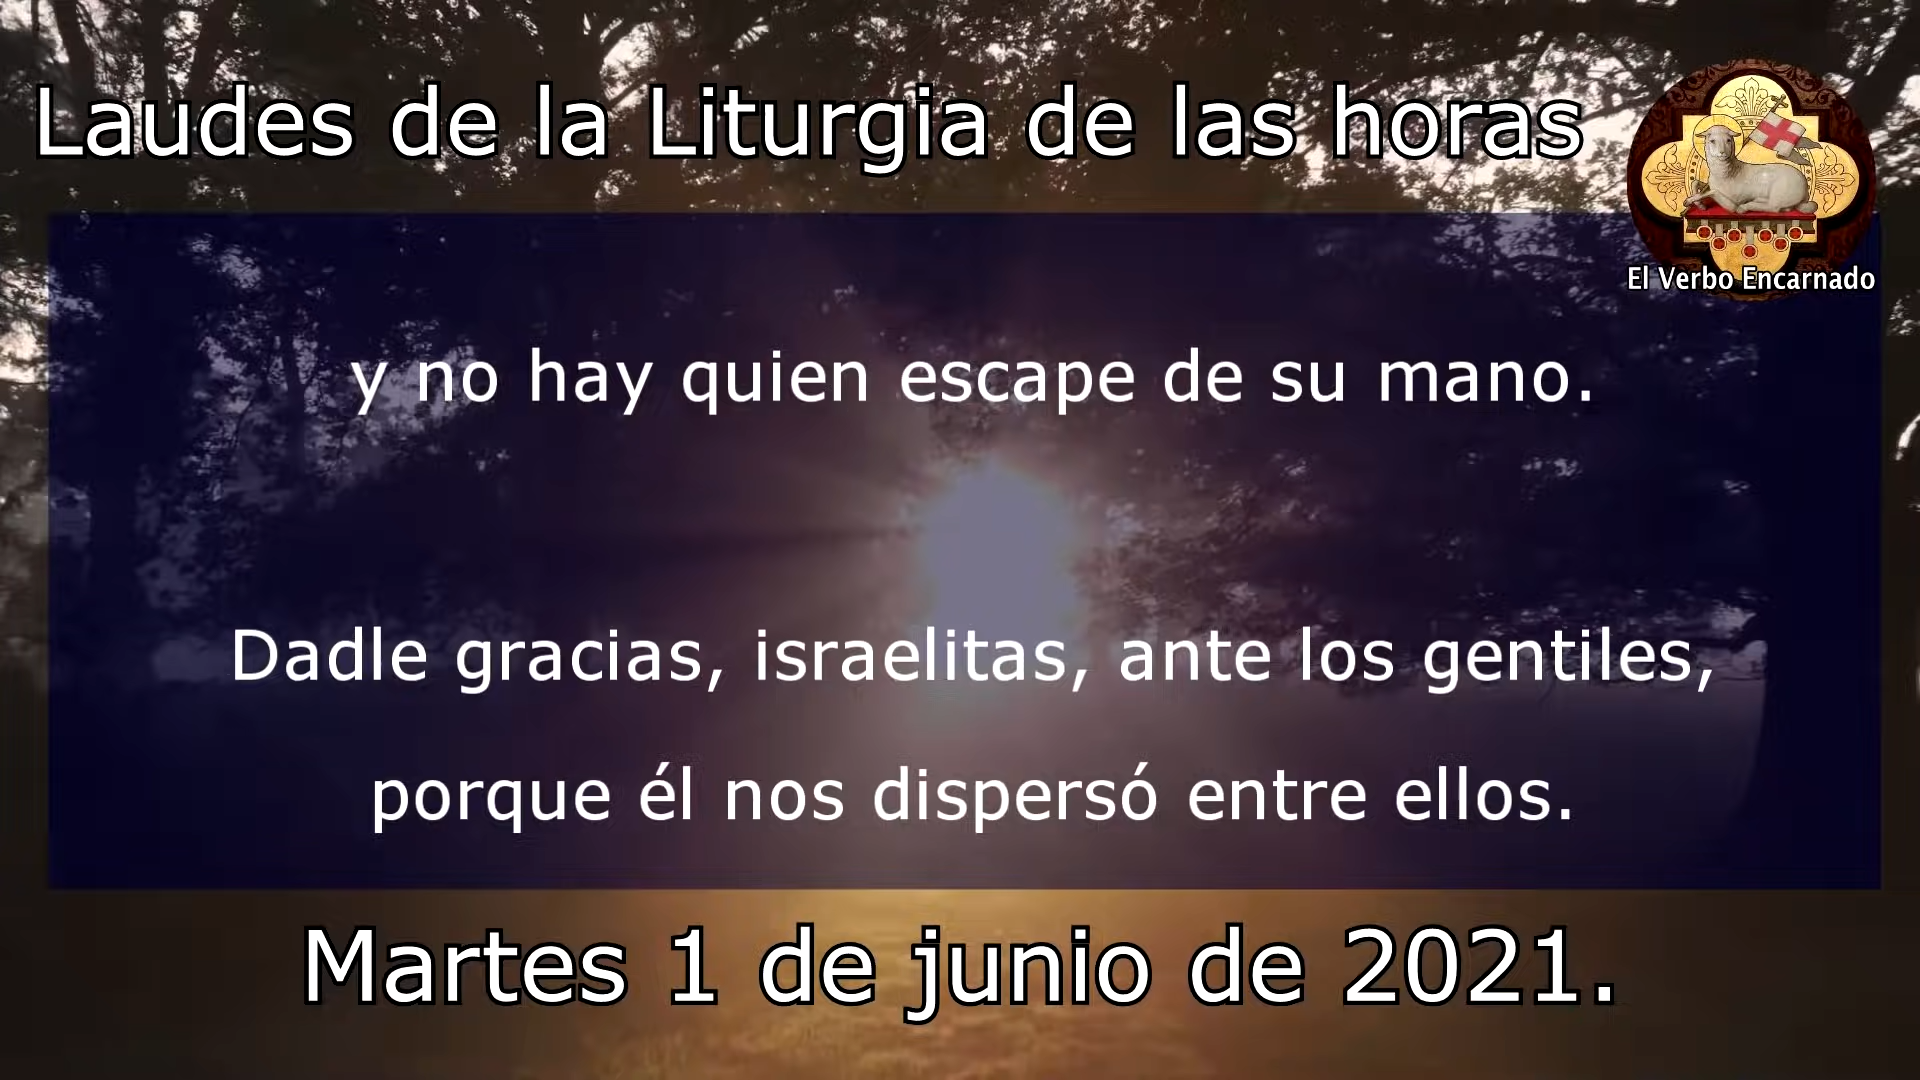 Laudes de la Liturgia de las horas
El Verbo Encarnado
y no hay quien escape de su mano.
Dadle gracias, israelitas, ante los gentiles,
porque él nos dispersó entre ellos.
Martes 1 de junio de 2021.